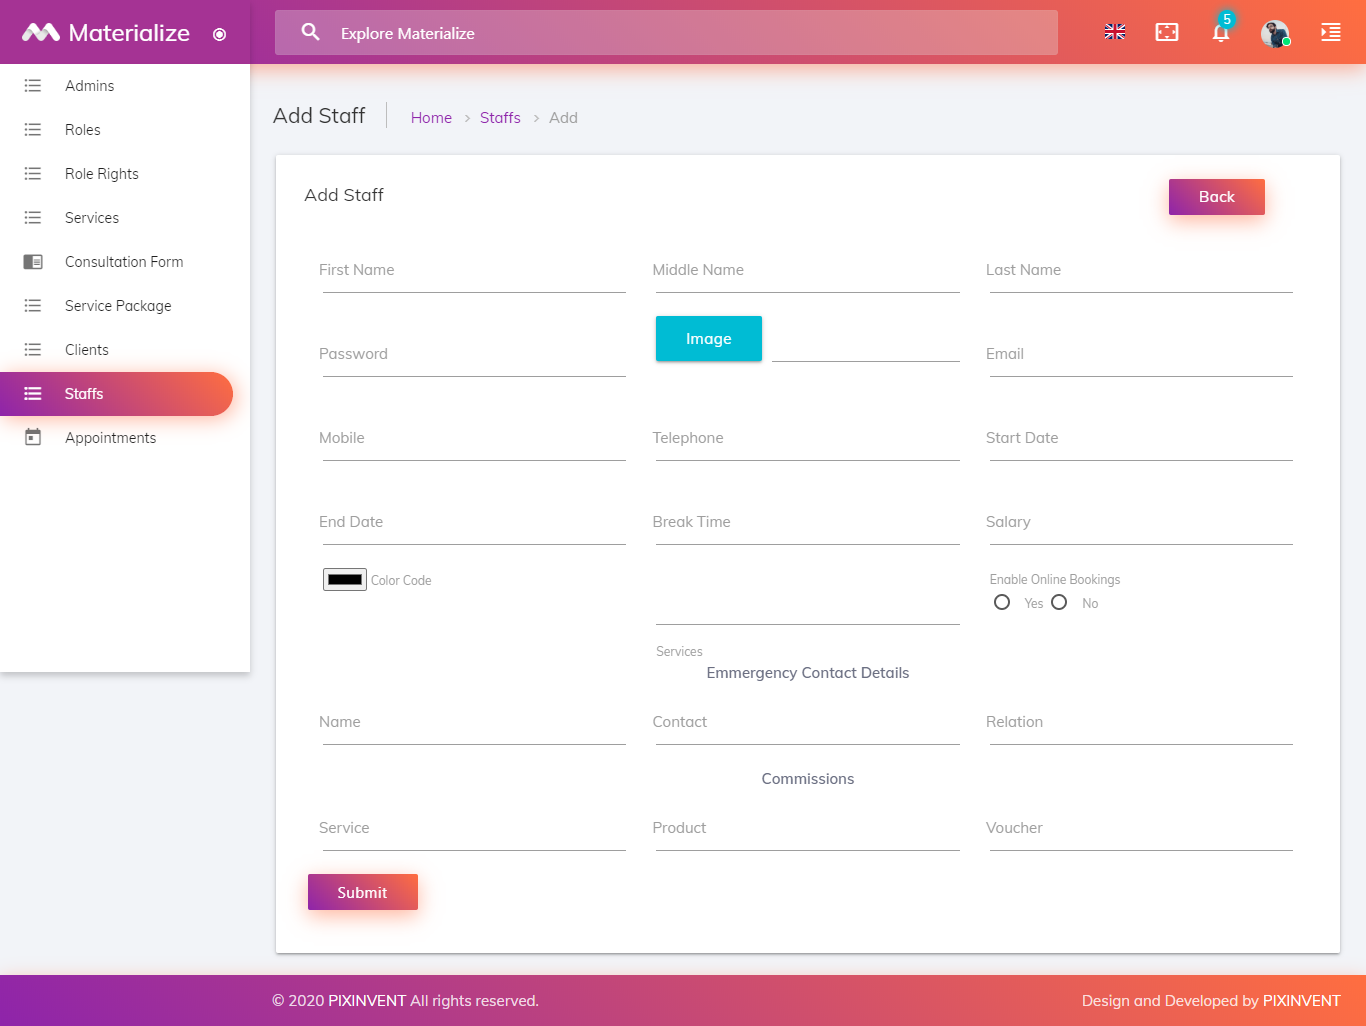 Materialize
Explore Materialize
5
Admins
Roles
Role Rights
Services
Consultation Form
Service Package
Clients
Staffs
Appointments
Add Staff
Home > Staffs > Add
Add Staff
Back
First Name
Middle Name
Last Name
Password
Image
Email
Mobile
Telephone
Start Date
End Date
Break Time
Salary
Color Code
Enable Online Bookings
Yes
No
Services
Emmergency Contact Details
Name
Contact
Relation
Commissions
Service
Product
Voucher
Submit
© 2020 PIXINVENT All rights reserved.
Design and Developed by PIXINVENT